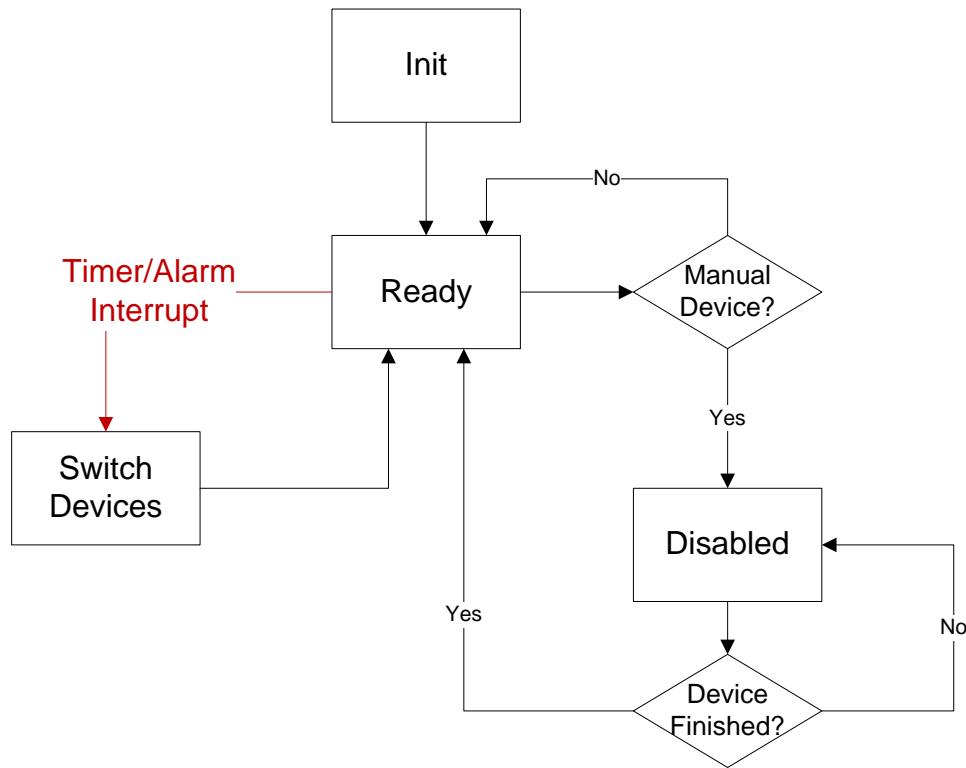 Init
No
Timer/Alarm
Interrupt
Ready
Manual
Device?
Yes
Switch
Devices
Disabled
Yes
No
Device
Finished?